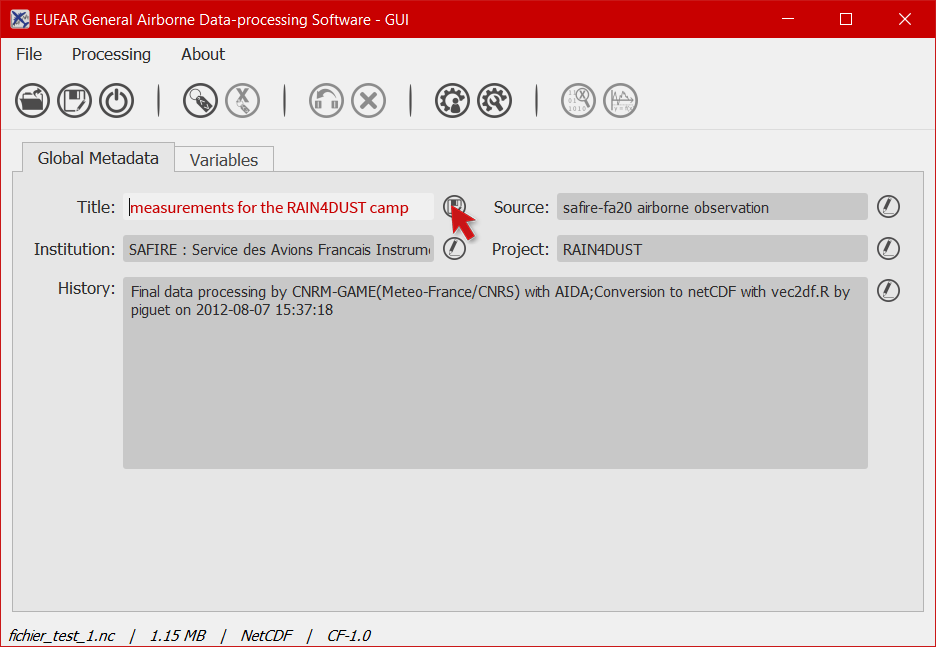 EUFAR General Airborne Data-processing Software - GUI
File Processing About
Global Metadata Variables
Title: measurements for the RAIN4DUST camp Source: safire-fa20 airborne observation
Institution: SAFIRE : Service des Avions Francais Instrume Project: RAIN4DUST
History: Final data processing by CNRM-GAME(Meteo-France/CNRS) with AIDA;Conversion to netCDF with vec2df.R by
piguet on 2012-08-07 15:37:18
fichier_test_1.nc / 1.15 MB / NetCDF / CF-1.0